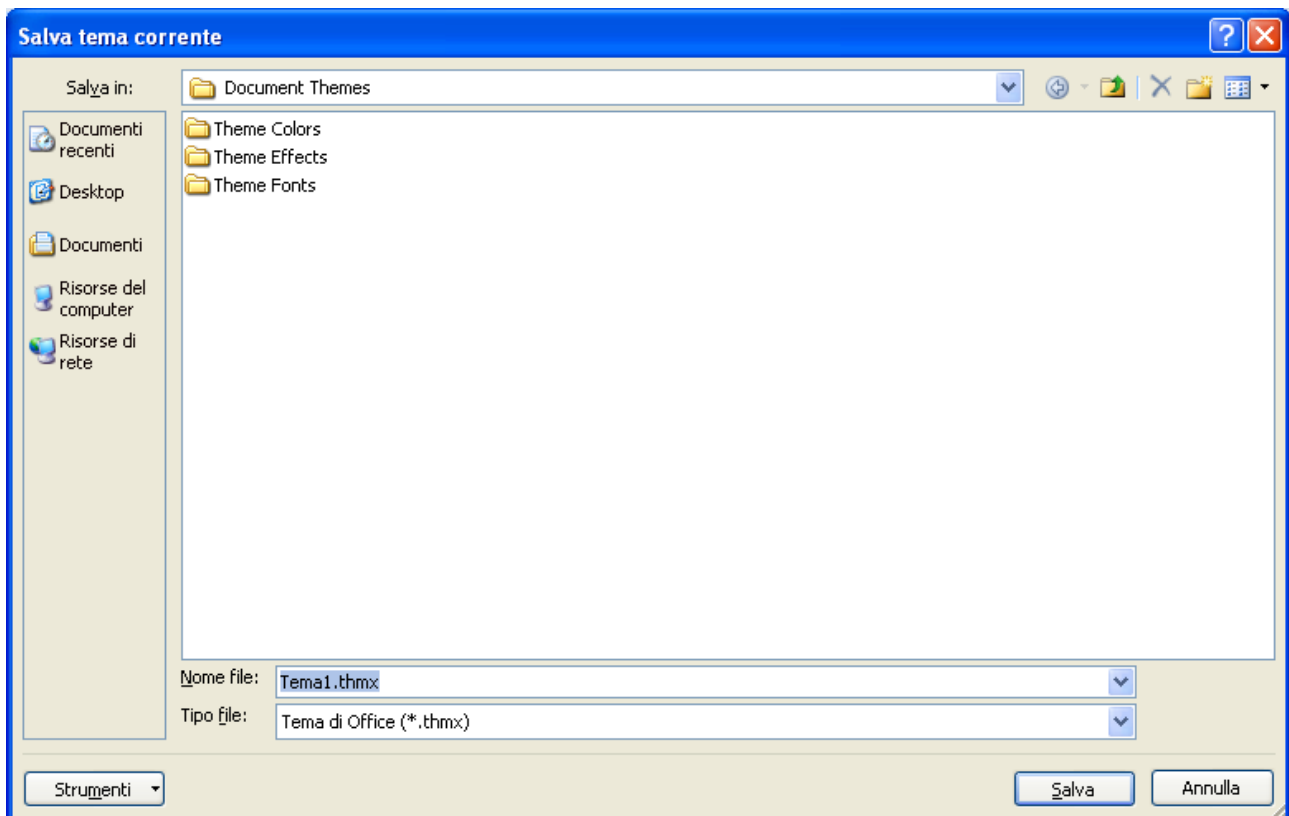 Salva tema corrente
Salva in:
Document Themes
Documenti
recenti
Desktop
Documenti
Risorse del
computer
Risorse di
rete
Theme Colors
Theme Effects
Theme Fonts
Nome file:
Tema1.thmx
Tipo file:
Tema di Office (*.thmx)
Strumenti
Salva
Annulla